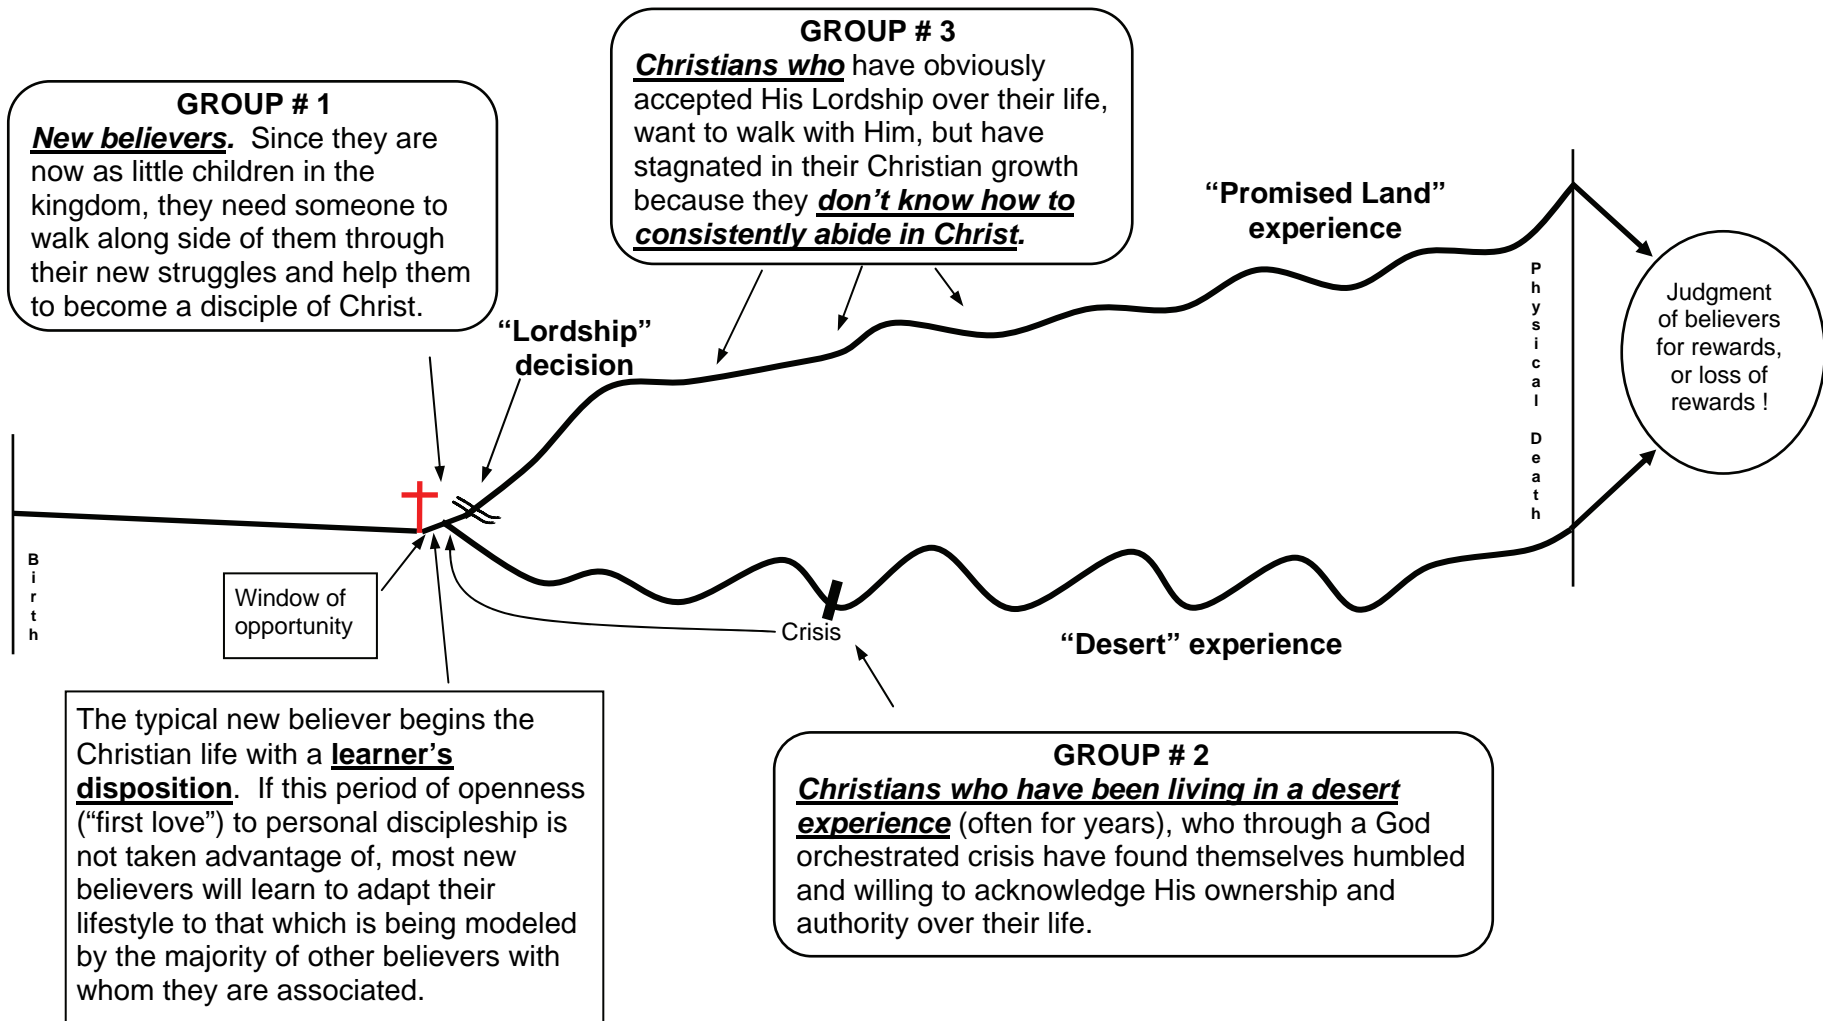 GROUP # 3
Christians who have obviously
accepted His Lordship over their life,
want to walk with Him, but have
stagnated in their Christian growth
because they don’t know how to
consistently abide in Christ.
GROUP # 1
New believers.  Since they are
now as little children in the
kingdom, they need someone to
walk along side of them through
their new struggles and help them
to become a disciple of Christ.
“Promised Land”
experience
“Lordship”
decision
Physical Death
Judgment
of believers
for rewards,
or loss of
rewards !
Birth
Window of
opportunity
Crisis
“Desert” experience
The typical new believer begins the
Christian life with a learner’s
disposition.  If this period of openness
(“first love”) to personal discipleship is
not taken advantage of, most new
believers will learn to adapt their
lifestyle to that which is being modeled
by the majority of other believers with
whom they are associated.
GROUP # 2
Christians who have been living in a desert
experience (often for years), who through a God
orchestrated crisis have found themselves humbled
and willing to acknowledge His ownership and
authority over their life.